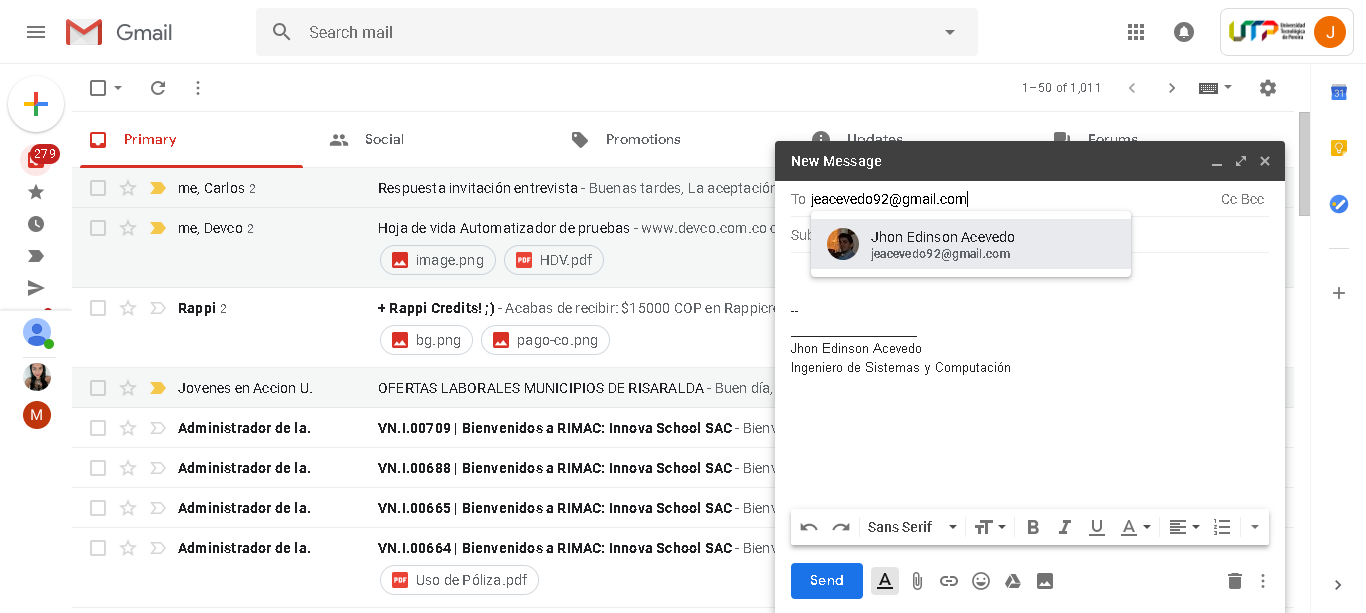 Gmail
Search mail
UTP Universidad Tecnológica de Pereira
J
1–50 of 1,011
31
279
Primary
Social
Promotions
Updates
Forums
me, Carlos 2
Respuesta invitación entrevista - Buenas tardes, La aceptación
me, Devco 2
Hoja de vida Automatizador de pruebas - www.devco.com.co
image.png
PDF HDV.pdf
Rappi 2
+ Rappi Credits! ;) - Acabas de recibir: $15000 COP en Rappicre
bg.png
pago-co.png
Jovenes en Accion U.
OFERTAS LABORALES MUNICIPIOS DE RISARALDA - Buen día,
M
Administrador de la.
VN.I.00709 | Bienvenidos a RIMAC: Innova School SAC - Bienv
Administrador de la.
VN.I.00688 | Bienvenidos a RIMAC: Innova School SAC - Bienv
Administrador de la.
VN.I.00665 | Bienvenidos a RIMAC: Innova School SAC - Bienv
Administrador de la.
VN.I.00664 | Bienvenidos a RIMAC: Innova School SAC - Bienv
PDF Uso de Póliza.pdf
New Message
To jeacevedo92@gmail.com
Cc Bcc
Sub
Jhon Edinson Acevedo
jeacevedo92@gmail.com
--
Jhon Edinson Acevedo
Ingeniero de Sistemas y Computación
Sans Serif
B I U A
Send
A